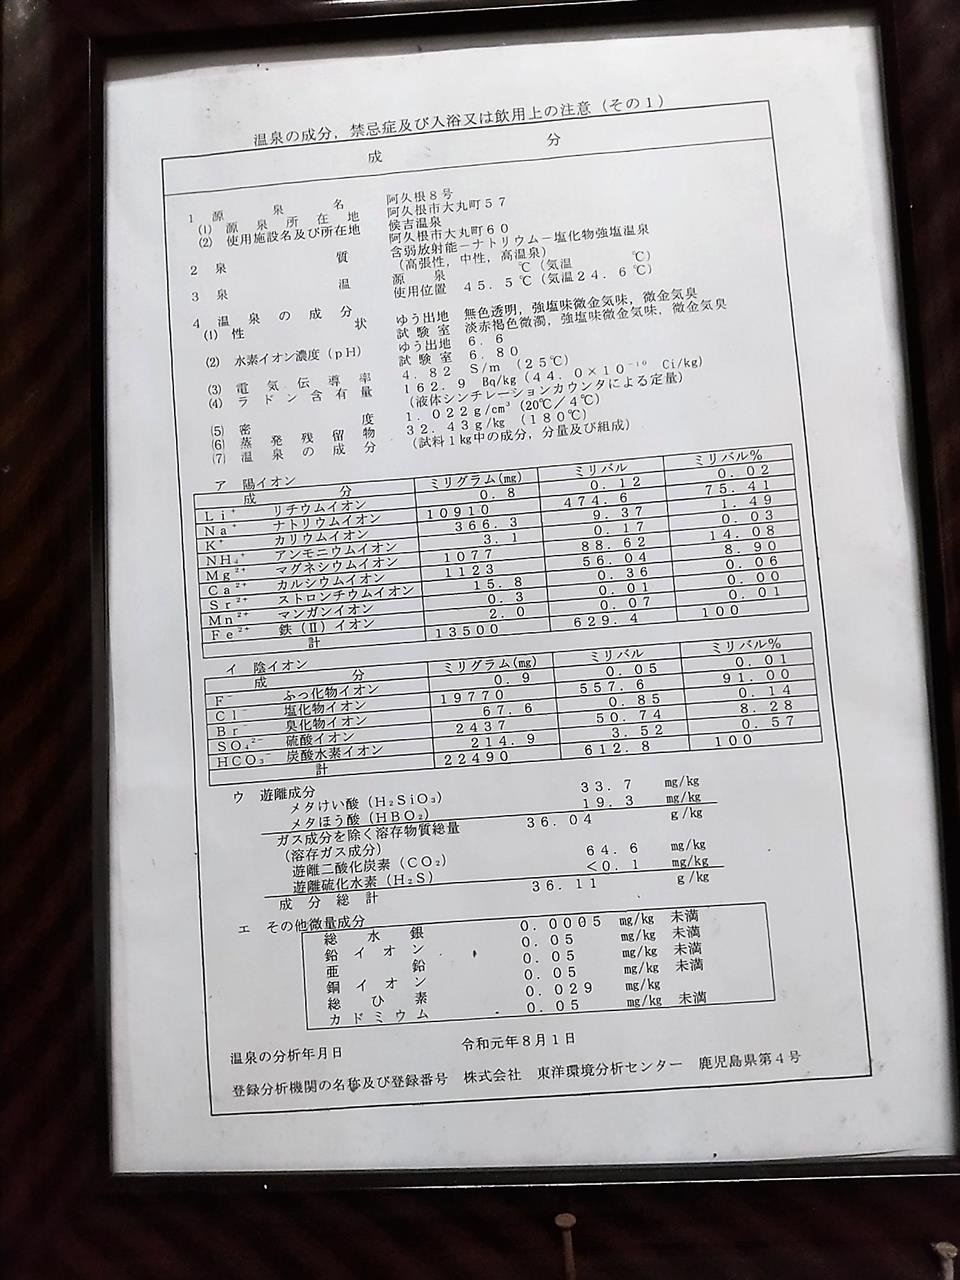 温泉の成分，禁忌症及び入浴又は飲用上の注意（その１）
成　分
１ 源泉名 阿久根８号
(1) 源泉所在地 阿久根市大丸町５７
(2) 使用施設名及び所在地 候吉温泉
阿久根市大丸町６０
２ 泉質 含弱放射能－ナトリウム－塩化物強塩温泉
（高張性，中性，高温泉）
３ 泉温 源泉 ℃（気温 ℃）
使用位置 ４５．５℃（気温２４．６℃）
４ 温泉の成分
(1) 性状 ゆう出地 無色透明，強塩味微金気味，微金気臭
試験室 淡赤褐色微濁，強塩味微金気味，微金気臭
(2) 水素イオン濃度（pH） ゆう出地 ６．６
試験室 ６．８０
(3) 電気伝導率 ４．８２ S/m （２５℃）
(4) ラドン含有量 １６２．９ Bq/kg（４４．０×１０⁻¹⁰ Ci/kg）
（液体シンチレーションカウンタによる定量）
(5) 密度 １．０２２g/cm³（20℃／４℃）
(6) 蒸発残留物 ３２．４３g/kg（１８０℃）
(7) 温泉の成分 （試料１kg中の成分，分量及び組成）
ア 陽イオン
成分 ミリグラム(mg) ミリバル ミリバル%
Li⁺ リチウムイオン ０．８ ０．１２ ０．０２
Na⁺ ナトリウムイオン １０９１０ ４７４．６ ７５．４１
K⁺ カリウムイオン ３６６．３ ９．３７ １．４９
NH₄⁺ アンモニウムイオン ３．１ ０．１７ ０．０３
Mg²⁺ マグネシウムイオン １０７７ ８８．６２ １４．０８
Ca²⁺ カルシウムイオン １１２３ ５６．０４ ８．９０
Sr²⁺ ストロンチウムイオン １５．８ ０．３６ ０．０６
Mn²⁺ マンガンイオン ０．３ ０．０１ ０．００
Fe²⁺ 鉄（Ⅱ）イオン ２．０ ０．０７ ０．０１
計 １３５００ ６２９．４ １００
イ 陰イオン
成分 ミリグラム(mg) ミリバル ミリバル%
F⁻ ふっ化物イオン ０．９ ０．０５ ０．０１
Cl⁻ 塩化物イオン １９７７０ ５５７．６ ９１．００
Br⁻ 臭化物イオン ６７．６ ０．８５ ０．１４
SO₄²⁻ 硫酸イオン ２４３７ ５０．７４ ８．２８
HCO₃⁻ 炭酸水素イオン ２１４．９ ３．５２ ０．５７
計 ２２４９０ ６１２．８ １００
ウ 遊離成分
メタけい酸（H₂SiO₃） ３３．７ mg/kg
メタほう酸（HBO₂） １９．３ mg/kg
ガス成分を除く溶存物質総量 ３６．０４ g/kg
（溶存ガス成分）
遊離二酸化炭素（CO₂） ６４．６ mg/kg
遊離硫化水素（H₂S） ＜０．１ mg/kg
成分総計 ３６．１１ g/kg
エ その他微量成分
総水銀 ０．０００５ mg/kg 未満
鉛イオン ０．０５ mg/kg 未満
亜鉛 ０．０５ mg/kg 未満
銅イオン ０．０５ mg/kg 未満
総ひ素 ０．０２９ mg/kg
カドミウム ０．０５ mg/kg 未満
温泉の分析年月日 令和元年８月１日
登録分析機関の名称及び登録番号 株式会社 東洋環境分析センター 鹿児島県第４号